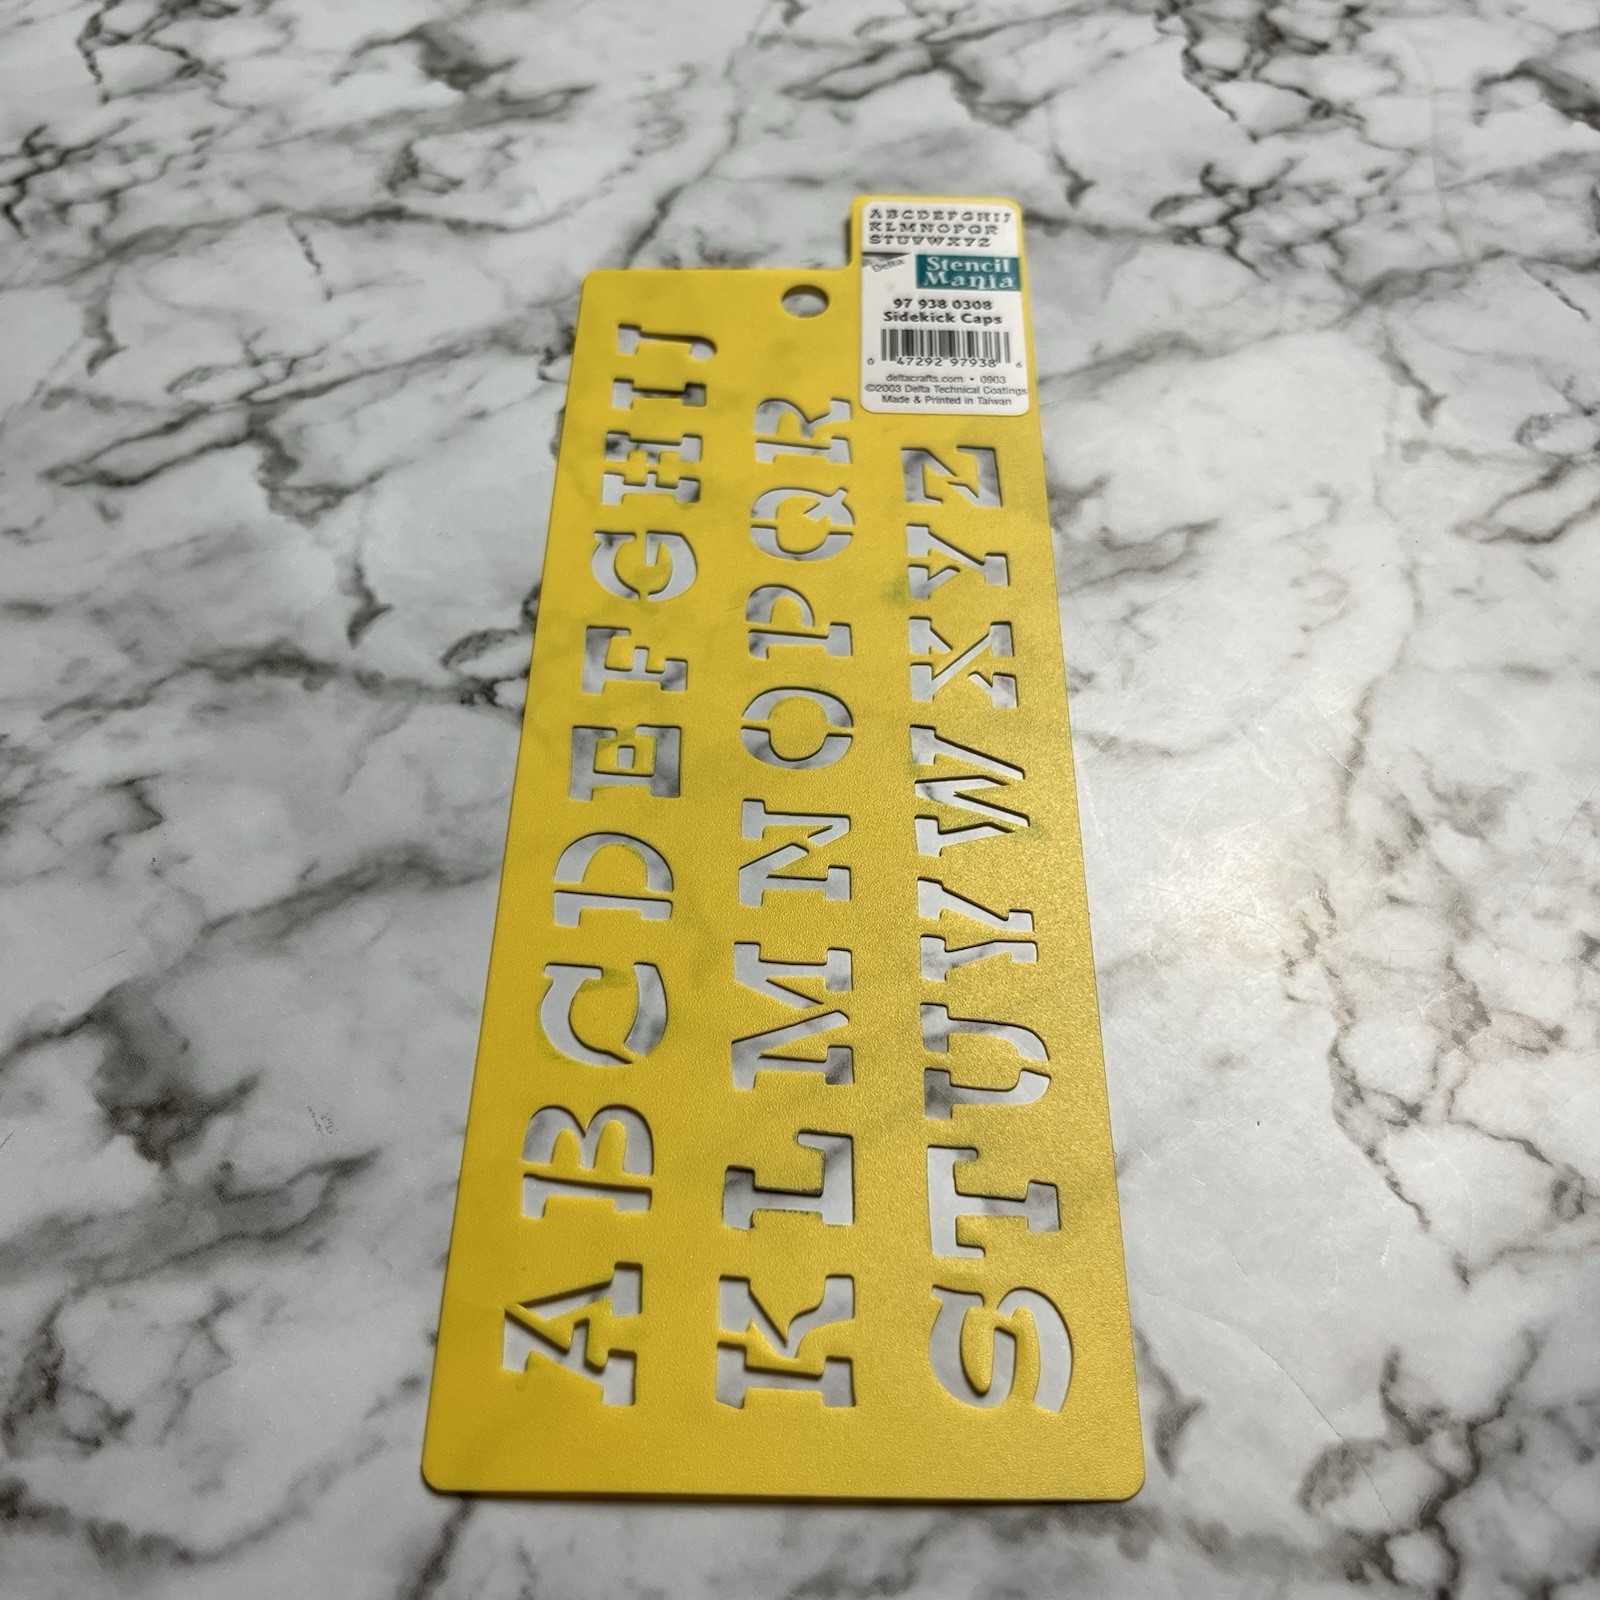 ABCDEFGHIJ
KLMNOPQR
STUVWXYZ
Delta
Stencil
Mania
97 938 0308
Sidekick Caps
0 47292 97938 6
deltacrafts.com • 0903
©2003 Delta Technical Coatings
Made & Printed in Taiwan
ABCDEFGHIJ
KLMNOPQR
STUVWXYZ